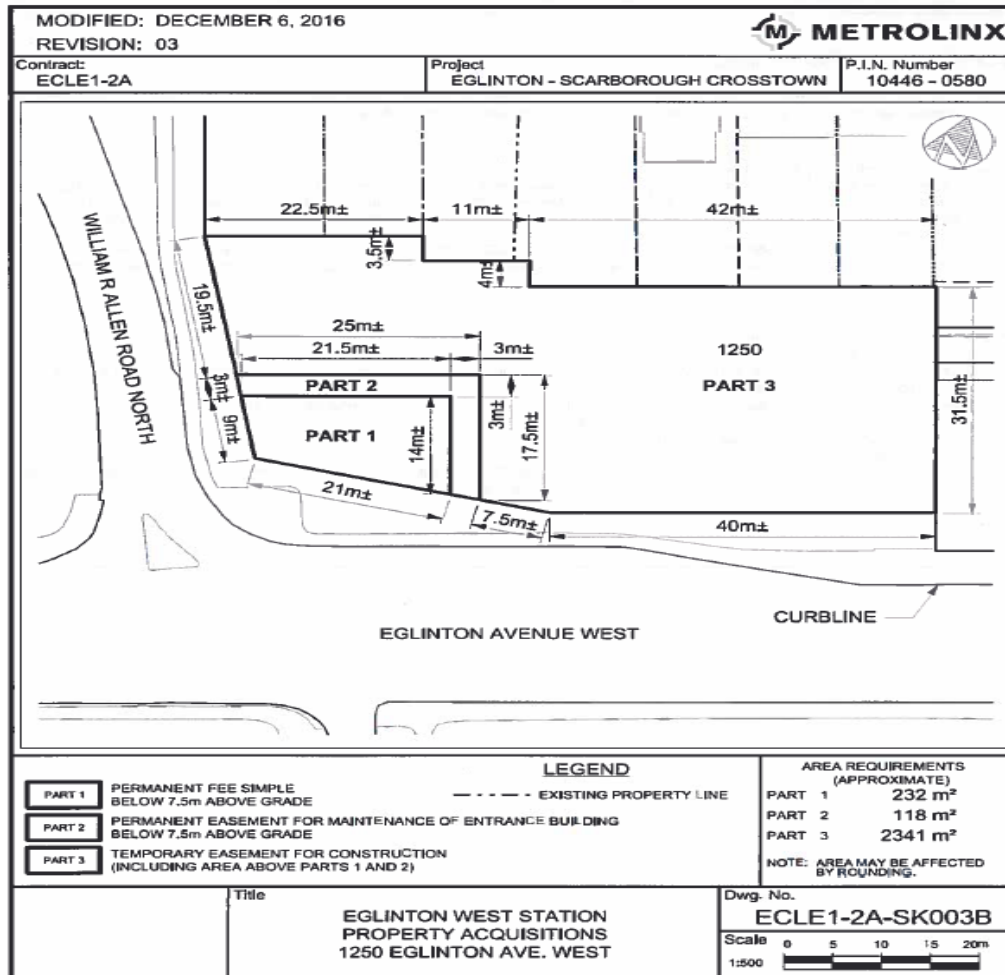 MODIFIED: DECEMBER 6, 2016
REVISION: 03
METROLINX
Contract:
ECLE1-2A
Project
EGLINTON - SCARBOROUGH CROSSTOWN
P.I.N. Number
10446 - 0580
22.5m±
11m±
42m±
3.5m±
4m±
WILLIAM R ALLEN ROAD NORTH
19.5m±
25m±
21.5m±
3m±
1250
PART 2
PART 3
3m±
3m±
31.5m±
9m±
PART 1
14m±
17.5m±
21m±
7.5m±
40m±
CURBLINE
EGLINTON AVENUE WEST
LEGEND
PART 1
PERMANENT FEE SIMPLE
BELOW 7.5m ABOVE GRADE
EXISTING PROPERTY LINE
PART 2
PERMANENT EASEMENT FOR MAINTENANCE OF ENTRANCE BUILDING
BELOW 7.5m ABOVE GRADE
PART 3
TEMPORARY EASEMENT FOR CONSTRUCTION
(INCLUDING AREA ABOVE PARTS 1 AND 2)
AREA REQUIREMENTS
(APPROXIMATE)
PART 1 232 m²
PART 2 118 m²
PART 3 2341 m²
NOTE: AREA MAY BE AFFECTED
BY ROUNDING.
Title
EGLINTON WEST STATION
PROPERTY ACQUISITIONS
1250 EGLINTON AVE. WEST
Dwg. No.
ECLE1-2A-SK003B
Scale
1:500
0 5 10 15 20m